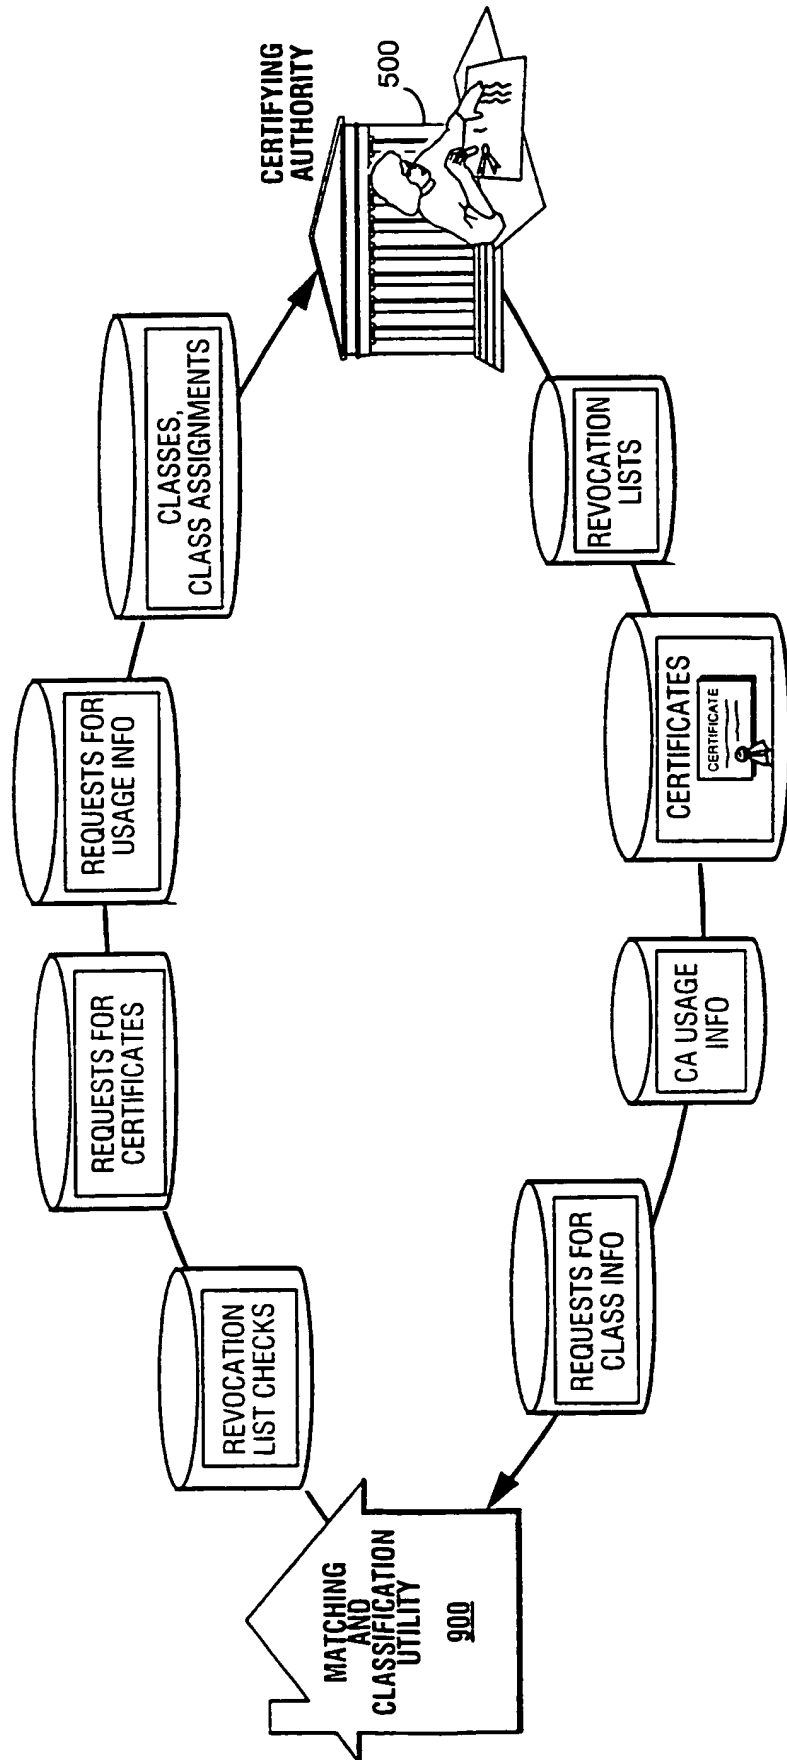 MATCHING
AND
CLASSIFICATION
UTILITY
900
REVOCATION
LIST CHECKS
REQUESTS FOR
CERTIFICATES
REQUESTS FOR
USAGE INFO
CLASSES,
CLASS ASSIGNMENTS
CERTIFYING
AUTHORITY
500
REVOCATION
LISTS
CERTIFICATES
CERTIFICATE
CA USAGE
INFO
REQUESTS FOR
CLASS INFO